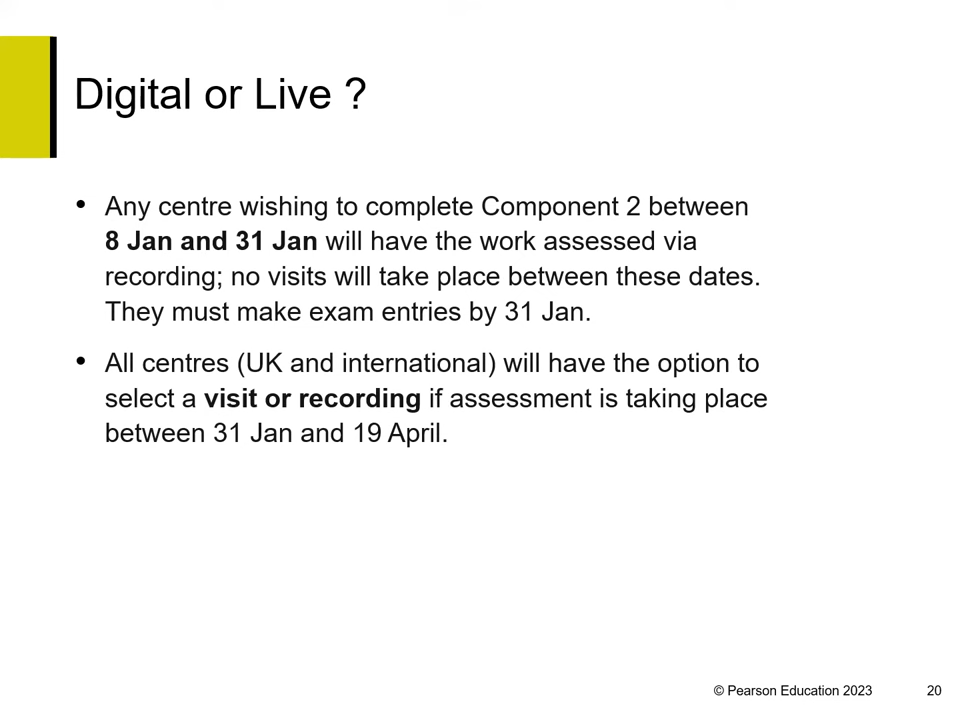 Digital or Live ?
• Any centre wishing to complete Component 2 between
8 Jan and 31 Jan will have the work assessed via
recording; no visits will take place between these dates.
They must make exam entries by 31 Jan.
• All centres (UK and international) will have the option to
select a visit or recording if assessment is taking place
between 31 Jan and 19 April.
© Pearson Education 2023
20